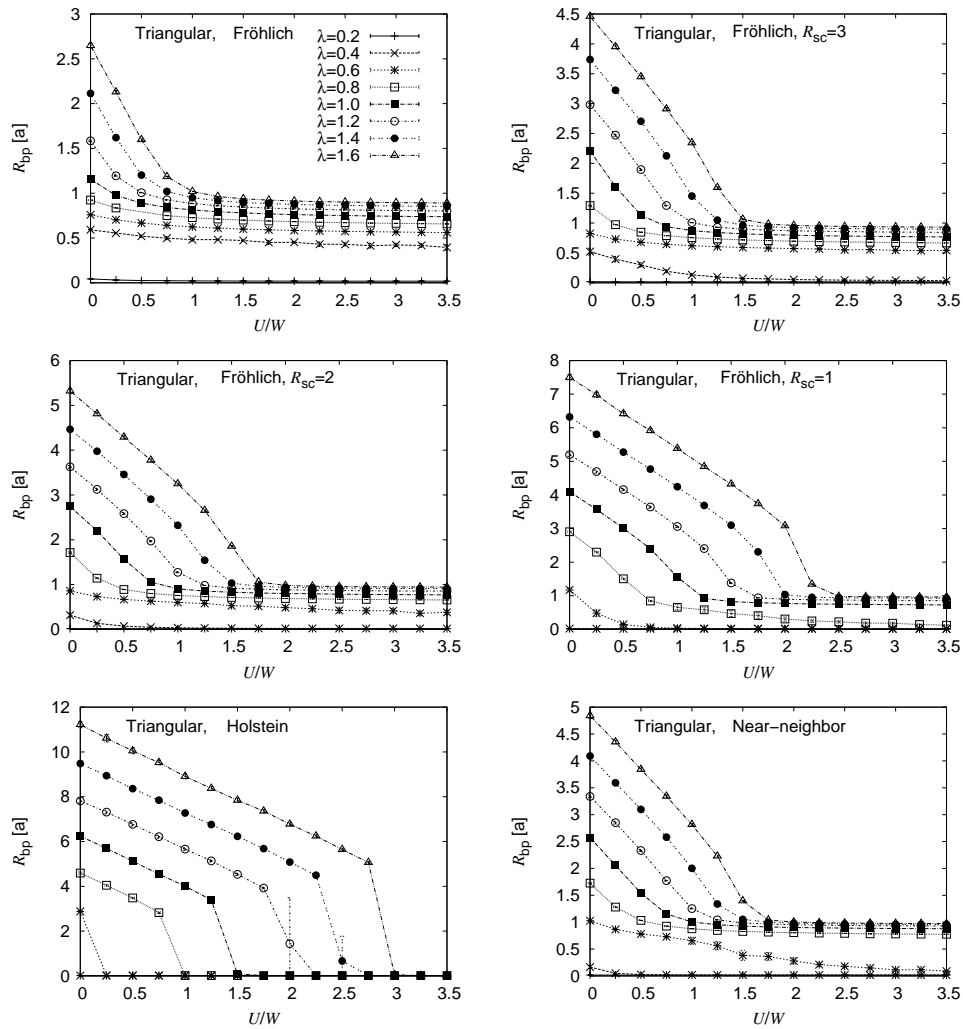 Triangular, Fröhlich
λ=0.2
λ=0.4
λ=0.6
λ=0.8
λ=1.0
λ=1.2
λ=1.4
λ=1.6
3
2.5
2
1.5
1
0.5
0
R_bp [a]
0 0.5 1 1.5 2 2.5 3 3.5
U/W
Triangular, Fröhlich, R_sc=3
4.5
4
3.5
3
2.5
2
1.5
1
0.5
0
R_bp [a]
0 0.5 1 1.5 2 2.5 3 3.5
U/W
Triangular, Fröhlich, R_sc=2
6
5
4
3
2
1
0
R_bp [a]
0 0.5 1 1.5 2 2.5 3 3.5
U/W
Triangular, Fröhlich, R_sc=1
8
7
6
5
4
3
2
1
0
R_bp [a]
0 0.5 1 1.5 2 2.5 3 3.5
U/W
Triangular, Holstein
12
10
8
6
4
2
0
R_bp [a]
0 0.5 1 1.5 2 2.5 3 3.5
U/W
Triangular, Near−neighbor
5
4.5
4
3.5
3
2.5
2
1.5
1
0.5
0
R_bp [a]
0 0.5 1 1.5 2 2.5 3 3.5
U/W